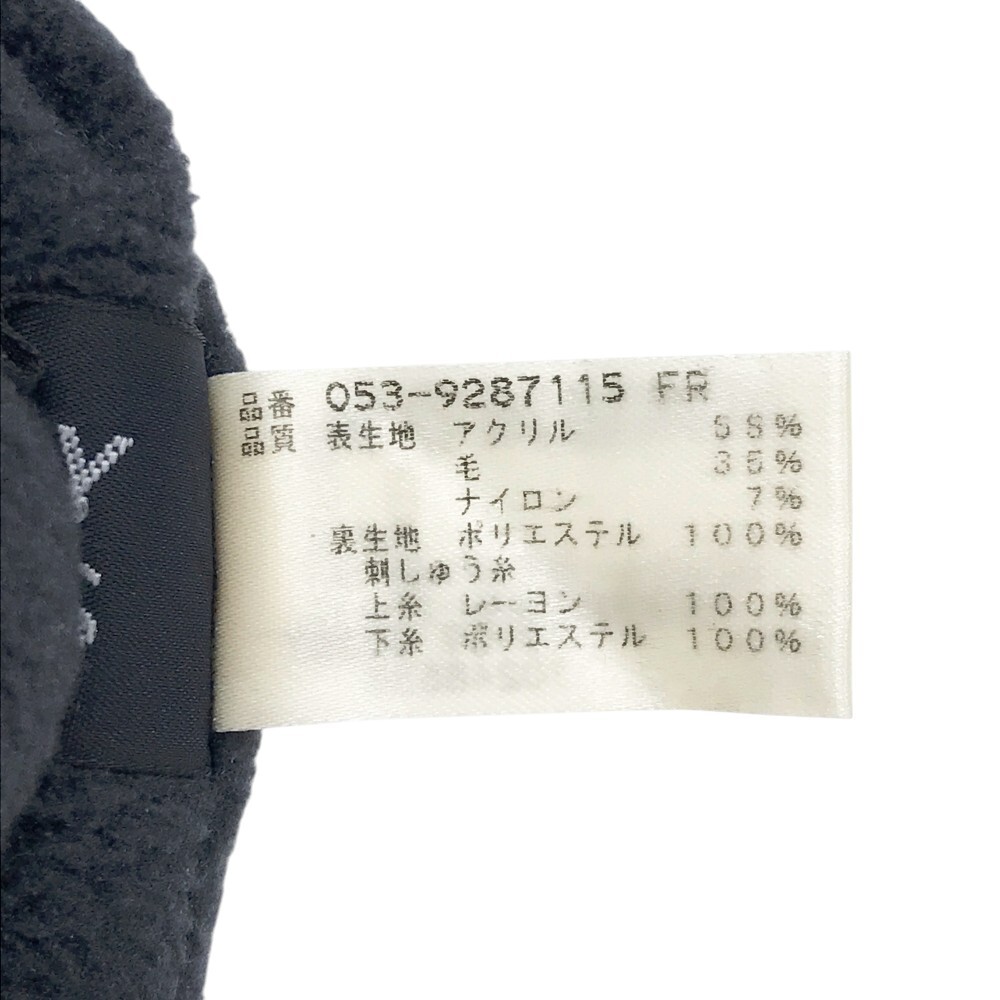 品番 053-9287115 FR
品質 表生地 アクリル 58%
毛 35%
ナイロン 7%
裏生地 ポリエステル 100%
刺しゅう糸
上糸 レーヨン 100%
下糸 ポリエステル 100%